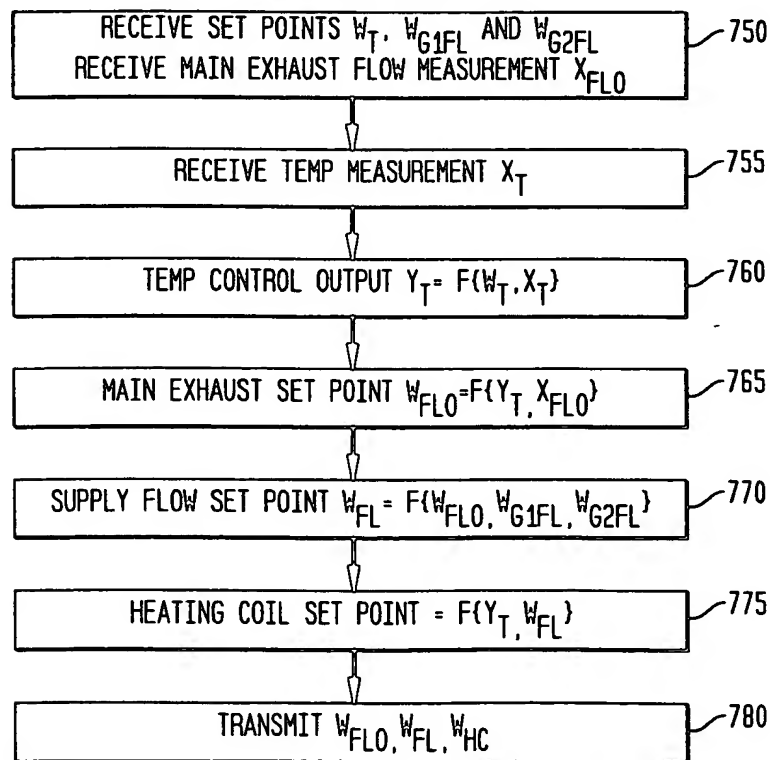 RECEIVE SET POINTS W_T, W_G1FL AND W_G2FL
RECEIVE MAIN EXHAUST FLOW MEASUREMENT X_FLO
750
RECEIVE TEMP MEASUREMENT X_T
755
TEMP CONTROL OUTPUT Y_T= F{W_T,X_T}
760
MAIN EXHAUST SET POINT W_FLO=F{Y_T,X_FLO}
765
SUPPLY FLOW SET POINT W_FL= F{W_FLO,W_G1FL,W_G2FL}
770
HEATING COIL SET POINT = F{Y_T,W_FL}
775
TRANSMIT W_FLO,W_FL,W_HC
780